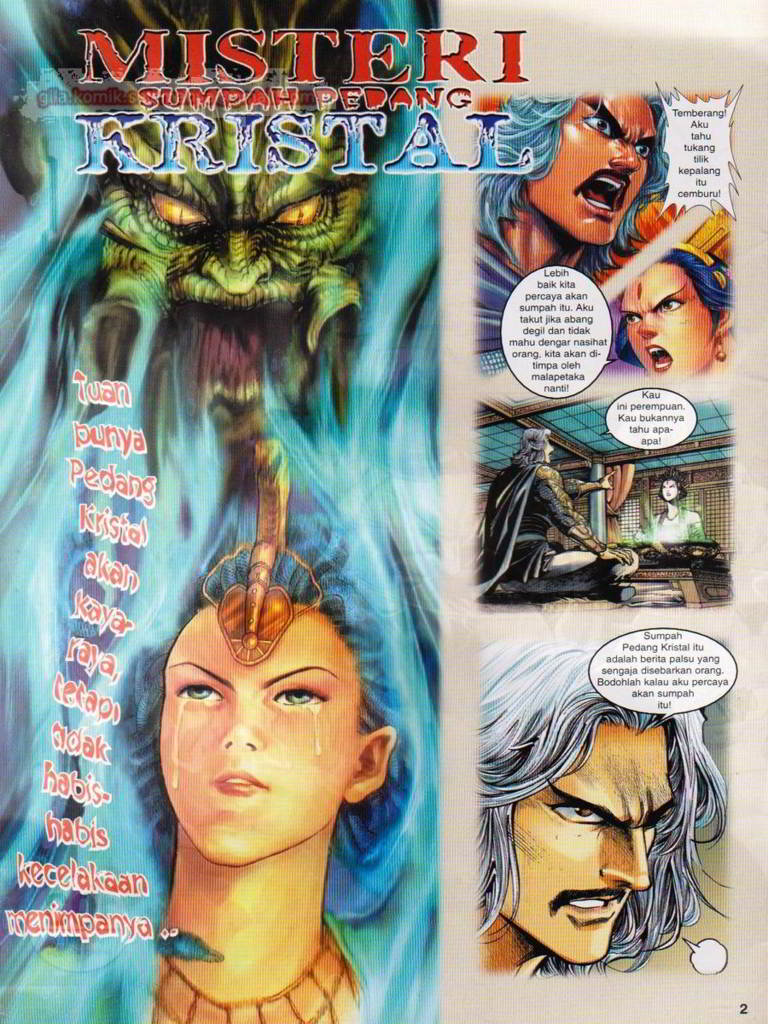 MISTERI
SUMPAH PEDANG
KRISTAL
Temberang!
Aku
tahu
tukang
tilik
kepalang
itu
cemburu!
Lebih
baik kita
percaya akan
sumpah itu. Aku
takut jika abang
degil dan tidak
mahu dengar nasihat
orang, kita akan di-
timpa oleh
malapetaka
nanti!
Kau
ini perempuan.
Kau bukannya
tahu apa-
apa!
Sumpah
Pedang Kristal itu
adalah berita palsu yang
sengaja disebarkan orang.
Bodohlah kalau aku percaya
akan sumpah
itu!
Tuan
punya
Pedang
Kristal
akan
kaya-
raya,
tetapi
tidak
habis-
habis
kecelakaan
menimpanya ..
2